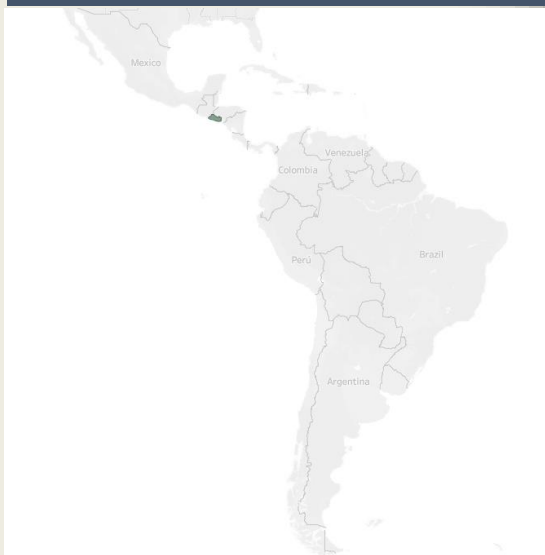 Mexico
Venezuela
Colombia
Perú
Brazil
Argentina